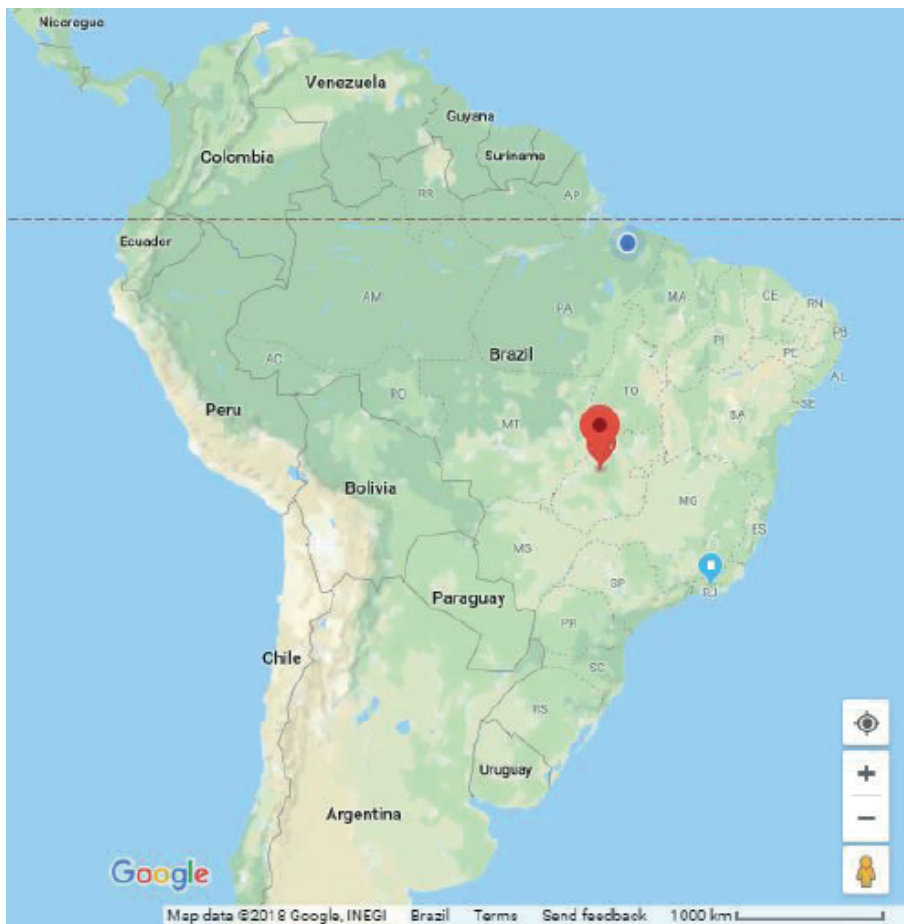 Nicaragua
Venezuela
Guyana
Colombia
Suriname
RR
AP
Ecuador
AM
PA
MA
CE
RN
PB
PI
PE
Brazil
AC
RO
TO
AL
SE
Peru
MT
BA
Bolivia
MG
ES
MS
SP
RJ
Paraguay
PR
Chile
SC
RS
Uruguay
Argentina
Google
Map data ©2018 Google, INEGI Brazil Terms Send feedback 1000 km